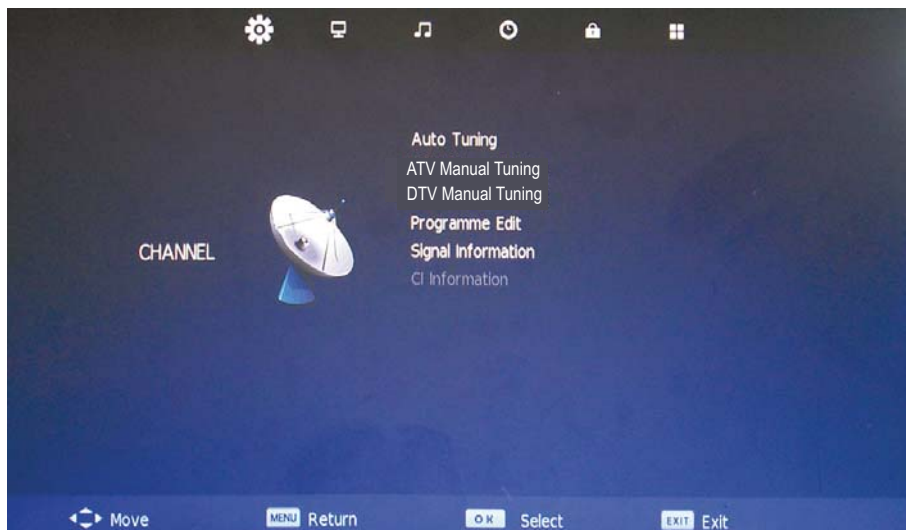 Auto Tuning
ATV Manual Tuning
DTV Manual Tuning
Programme Edit
CHANNEL
Signal Information
CI Information
Move
MENU Return
OK Select
EXIT Exit